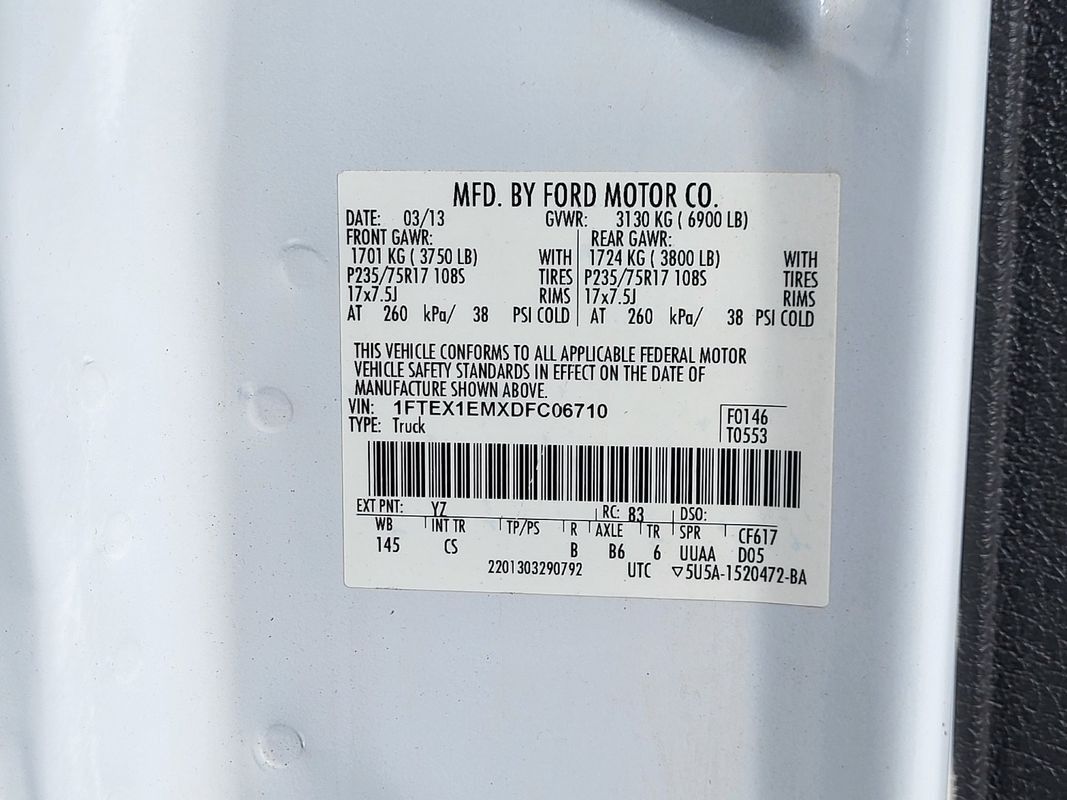 MFD. BY FORD MOTOR CO.
DATE: 03/13 GVWR: 3130 KG ( 6900 LB)
FRONT GAWR: REAR GAWR:
1701 KG ( 3750 LB) WITH 1724 KG ( 3800 LB) WITH
P235/75R17 108S TIRES P235/75R17 108S TIRES
17x7.5J RIMS 17x7.5J RIMS
AT 260 kPa/ 38 PSI COLD AT 260 kPa/ 38 PSI COLD
THIS VEHICLE CONFORMS TO ALL APPLICABLE FEDERAL MOTOR
VEHICLE SAFETY STANDARDS IN EFFECT ON THE DATE OF
MANUFACTURE SHOWN ABOVE.
VIN: 1FTEX1EMXDFC06710 F0146
TYPE: Truck T0553
EXT PNT: YZ RC: 83 DSO:
WB INT TR TP/PS R AXLE TR SPR CF617
145 CS B B6 6 UUAA D05
2201303290792 UTC ▽5U5A-1520472-BA